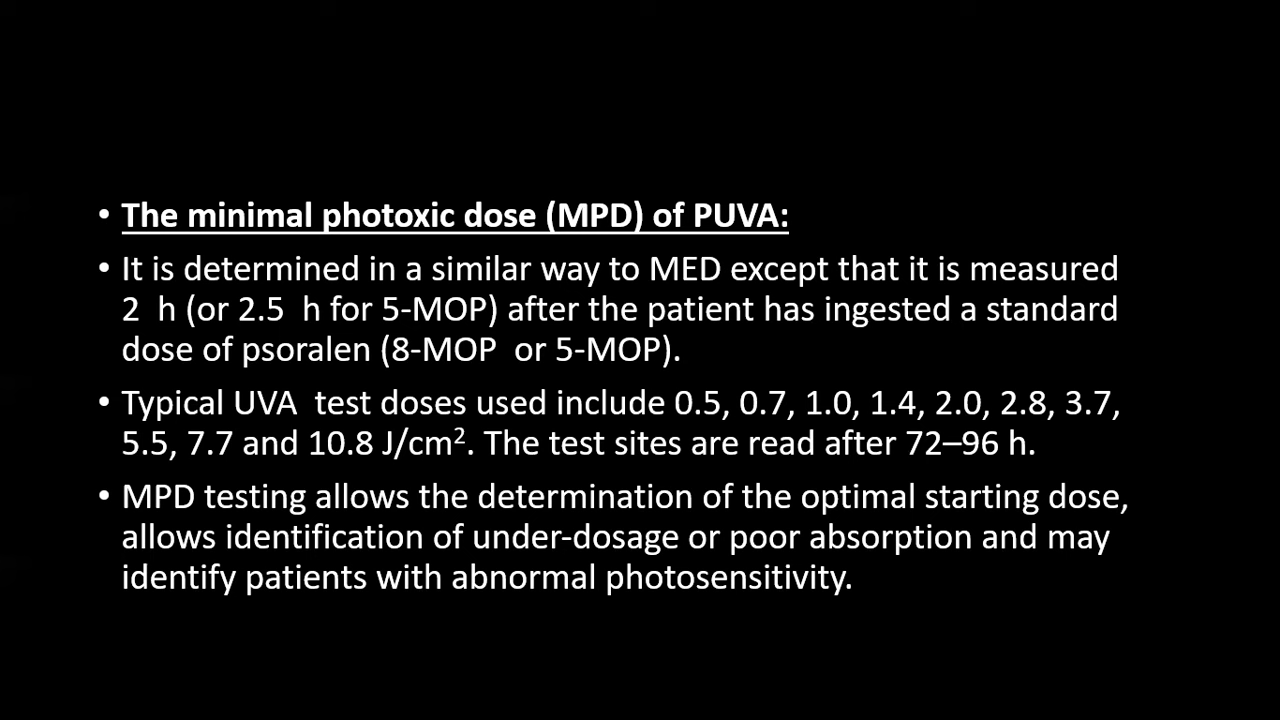 • The minimal photoxic dose (MPD) of PUVA:
• It is determined in a similar way to MED except that it is measured
2  h (or 2.5  h for 5-MOP) after the patient has ingested a standard
dose of psoralen (8-MOP  or 5-MOP).
• Typical UVA  test doses used include 0.5, 0.7, 1.0, 1.4, 2.0, 2.8, 3.7,
5.5, 7.7 and 10.8 J/cm². The test sites are read after 72–96 h.
• MPD testing allows the determination of the optimal starting dose,
allows identification of under-dosage or poor absorption and may
identify patients with abnormal photosensitivity.